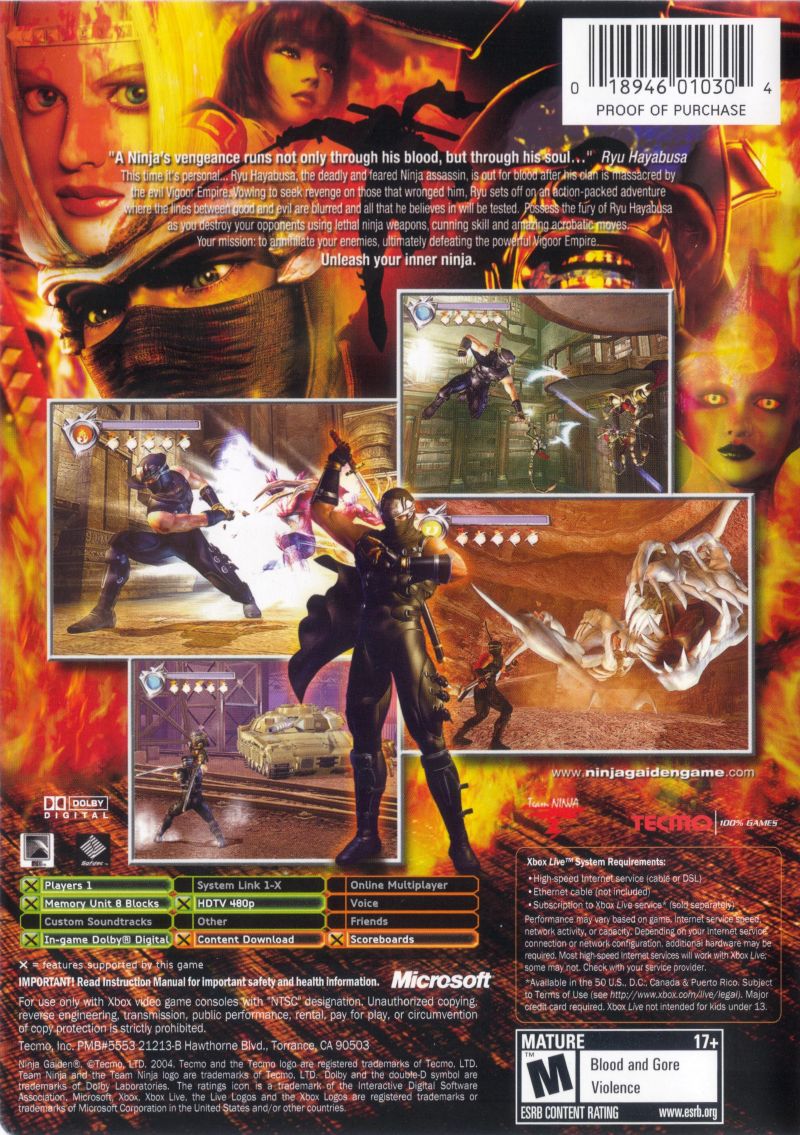 0 18946 01030 4
PROOF OF PURCHASE
"A Ninja's vengeance runs not only through his blood, but through his soul..." Ryu Hayabusa
This time it's personal... Ryu Hayabusa, the deadly and feared Ninja assassin, is out for blood after his clan is massacred by
the evil Vigoor Empire. Vowing to seek revenge on those that wronged him, Ryu sets off on an action-packed adventure
where the lines between good and evil are blurred and all that he believes in will be tested. Possess the fury of Ryu Hayabusa
as you destroy your opponents using lethal ninja weapons, cunning skill and amazing acrobatic moves.
Your mission: to annihilate your enemies, ultimately defeating the powerful Vigoor Empire.
Unleash your inner ninja.
www.ninjagaidengame.com
DOLBY
DIGITAL
Team NINJA
TECMO 100% GAMES
Players 1
System Link 1-X
Online Multiplayer
Memory Unit 8 Blocks
HDTV 480p
Voice
Custom Soundtracks
Other
Friends
In-game Dolby® Digital
Content Download
Scoreboards
X = features supported by this game
IMPORTANT! Read Instruction Manual for important safety and health information.
Microsoft
For use only with Xbox video game consoles with "NTSC" designation. Unauthorized copying,
reverse engineering, transmission, public performance, rental, pay for play, or circumvention
of copy protection is strictly prohibited.
Tecmo, Inc. PMB#5553 21213-B Hawthorne Blvd., Torrance, CA 90503
Ninja Gaiden®, ©Tecmo, LTD. 2004. Tecmo and the Tecmo logo are registered trademarks of Tecmo, LTD.
Team Ninja and the Team Ninja logo are trademarks of Tecmo, LTD. Dolby and the double-D symbol are
trademarks of Dolby Laboratories. The ratings icon is a trademark of the Interactive Digital Software
Association. Microsoft, Xbox, Xbox Live, the Live Logos and the Xbox Logos are registered trademarks or
trademarks of Microsoft Corporation in the United States and/or other countries.
Xbox Live™ System Requirements:
• High-speed Internet service (cable or DSL)
• Ethernet cable (not included)
• Subscription to Xbox Live service* (sold separately)
Performance may vary based on game, Internet service speed,
network activity, or capacity. Depending on your Internet service
connection or network configuration, additional hardware may be
required. Most high-speed Internet services will work with Xbox Live;
some may not. Check with your service provider.
*Available in the 50 U.S., D.C., Canada & Puerto Rico. Subject
to Terms of Use (see http://www.xbox.com/live/legal). Major
credit card required. Xbox Live not intended for kids under 13.
MATURE 17+
M
TM
Blood and Gore
Violence
ESRB CONTENT RATING www.esrb.org